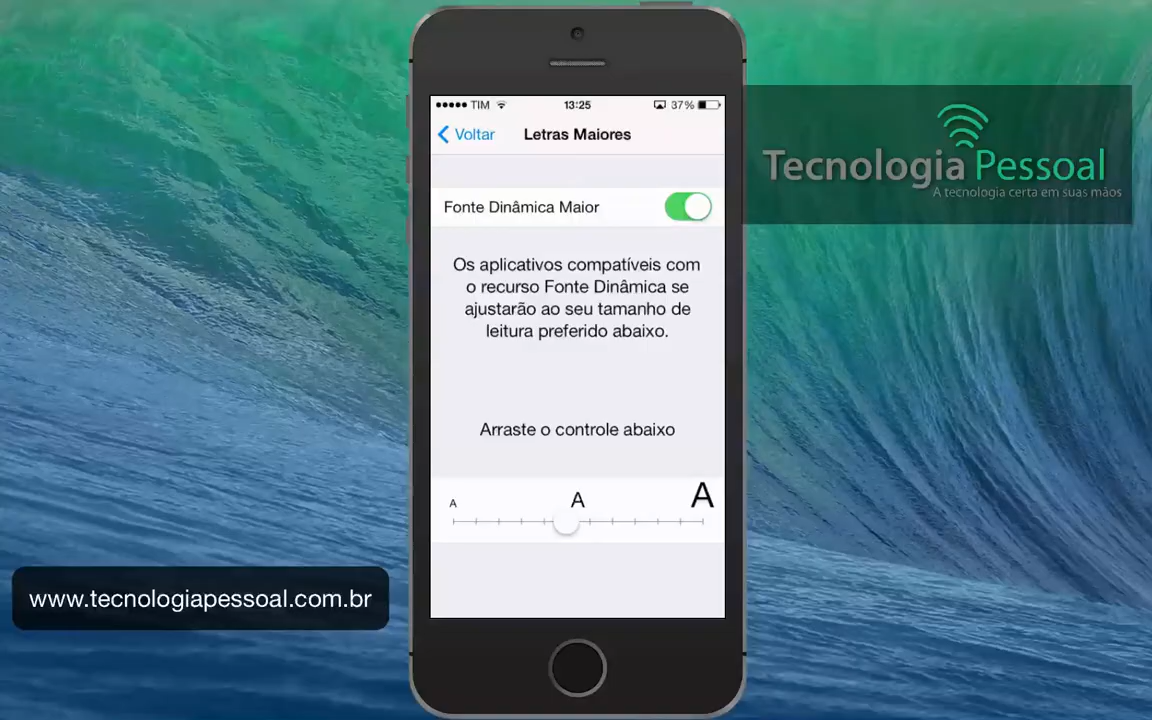 TIM 13:25 37%
Voltar Letras Maiores
Tecnologia Pessoal
A tecnologia certa em suas mãos
Fonte Dinâmica Maior
Os aplicativos compatíveis com
o recurso Fonte Dinâmica se
ajustarão ao seu tamanho de
leitura preferido abaixo.
Arraste o controle abaixo
A A A
www.tecnologiapessoal.com.br